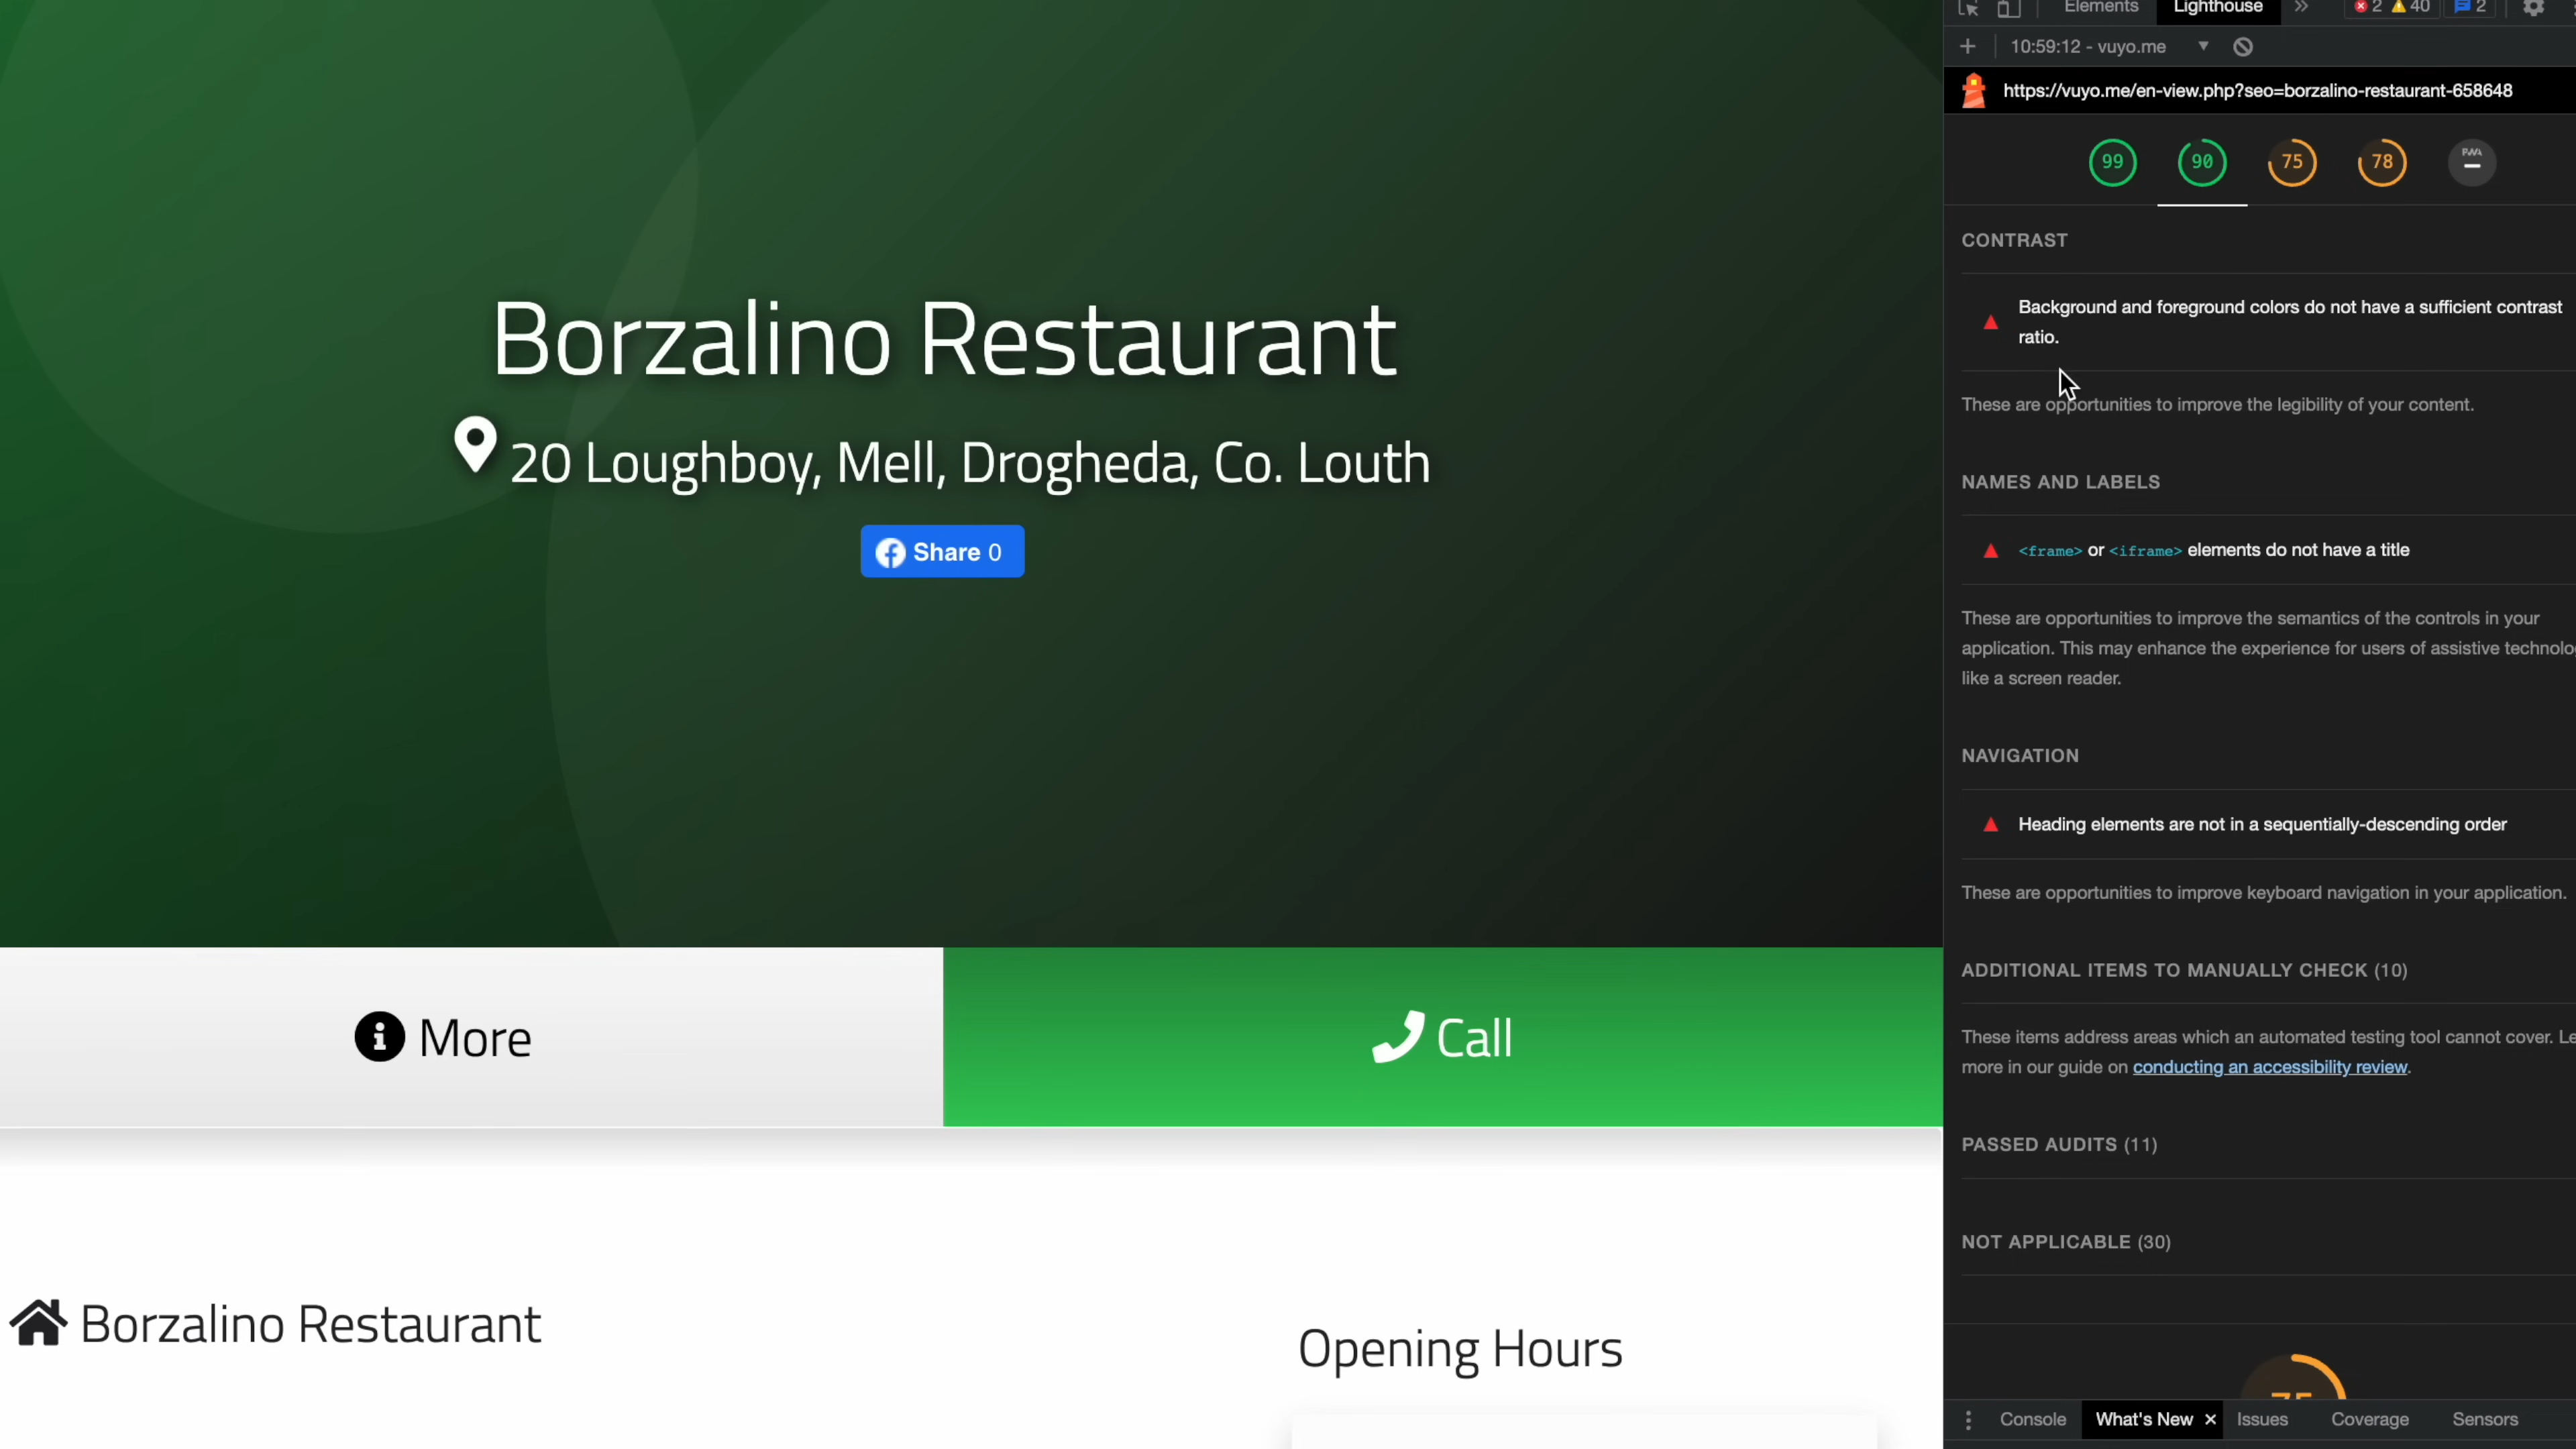 Borzalino Restaurant
20 Loughboy, Mell, Drogheda, Co. Louth
Share 0
More
Call
Borzalino Restaurant
Opening Hours
Elements
Lighthouse
2
40
2
10:59:12 - vuyo.me
https://vuyo.me/en-view.php?seo=borzalino-restaurant-658648
99
90
75
78
PWA
CONTRAST
Background and foreground colors do not have a sufficient contrast
ratio.
These are opportunities to improve the legibility of your content.
NAMES AND LABELS
<frame> or <iframe> elements do not have a title
These are opportunities to improve the semantics of the controls in your
application. This may enhance the experience for users of assistive technolo
like a screen reader.
NAVIGATION
Heading elements are not in a sequentially-descending order
These are opportunities to improve keyboard navigation in your application.
ADDITIONAL ITEMS TO MANUALLY CHECK (10)
These items address areas which an automated testing tool cannot cover. Le
more in our guide on conducting an accessibility review.
PASSED AUDITS (11)
NOT APPLICABLE (30)
75
Console
What's New
Issues
Coverage
Sensors